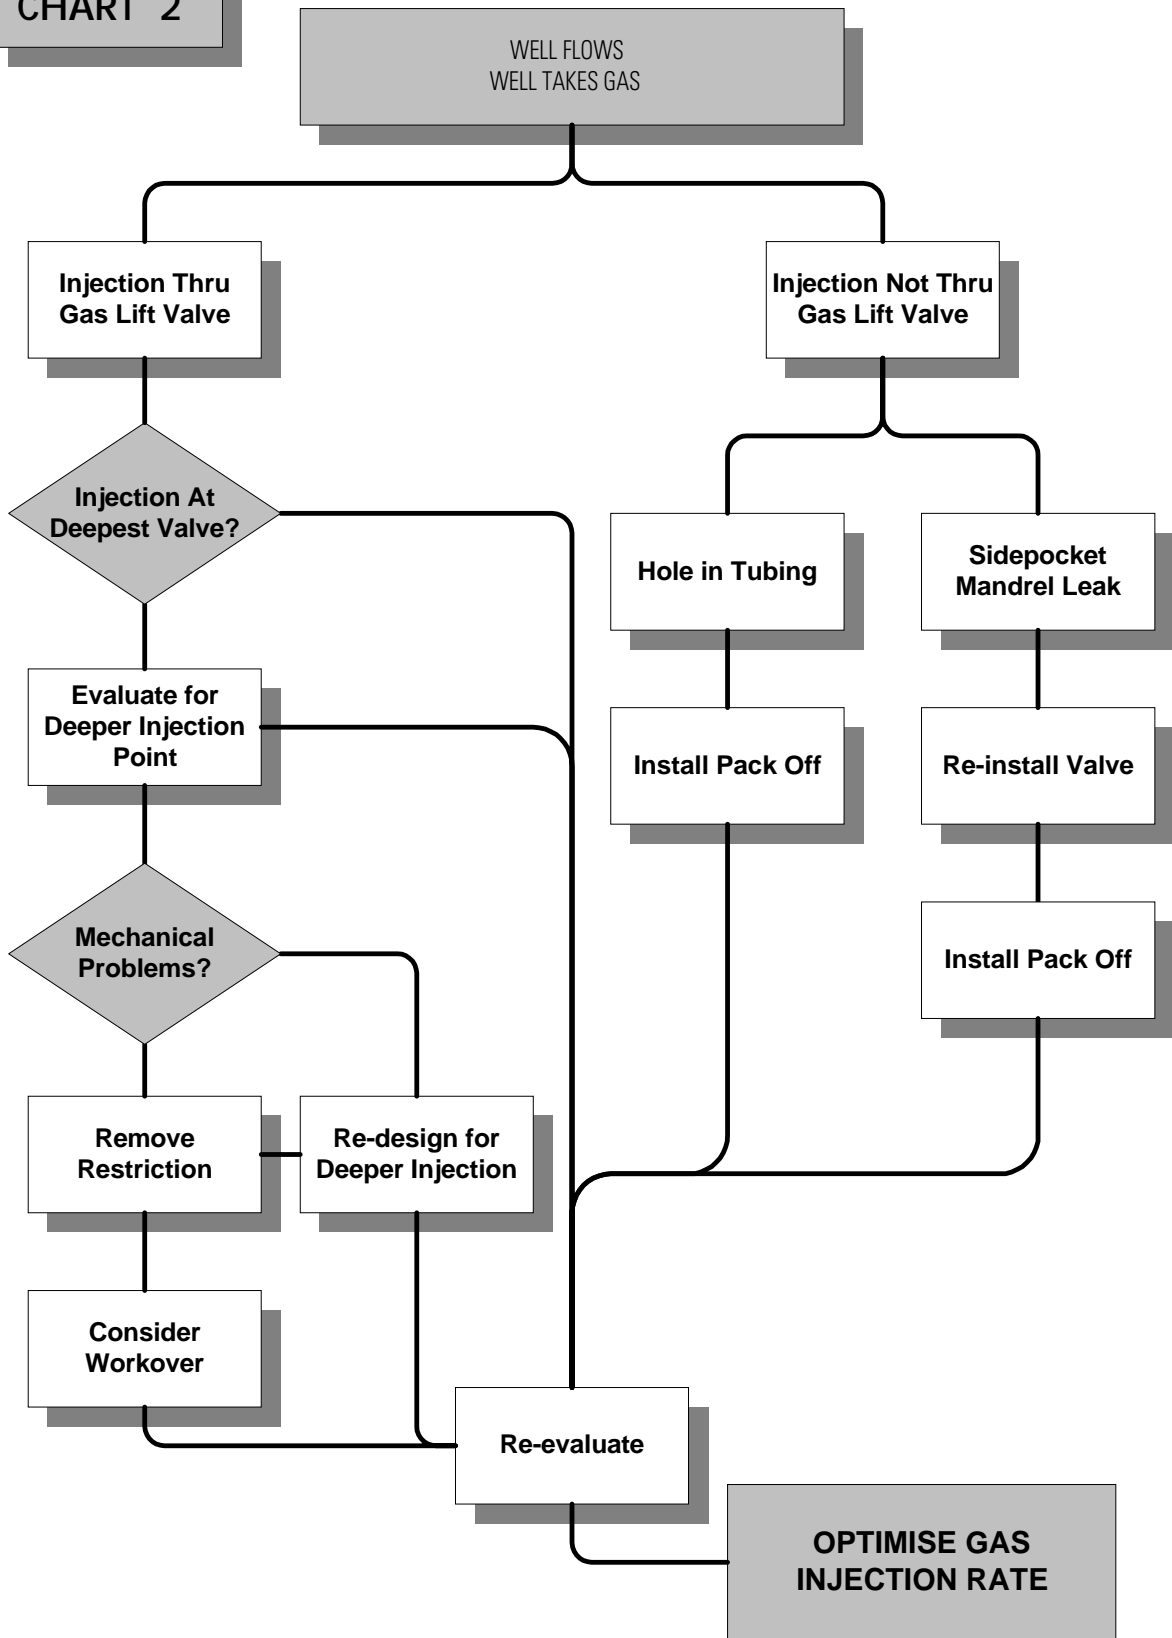 CHART 2
WELL FLOWS
WELL TAKES GAS
Injection Thru
Gas Lift Valve
Injection Not Thru
Gas Lift Valve
Injection At
Deepest Valve?
Hole in Tubing
Sidepocket
Mandrel Leak
Evaluate for
Deeper Injection
Point
Install Pack Off
Re-install Valve
Mechanical
Problems?
Install Pack Off
Remove
Restriction
Re-design for
Deeper Injection
Consider
Workover
Re-evaluate
OPTIMISE GAS
INJECTION RATE